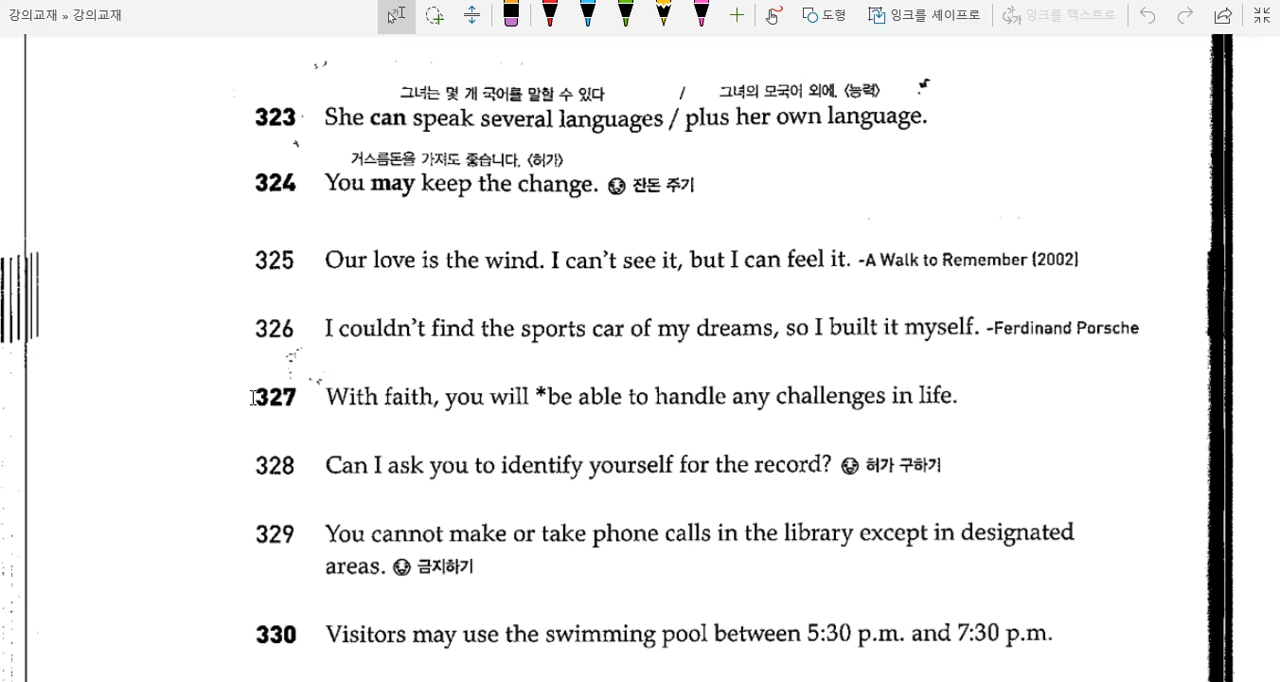 강의교재 » 강의교재
도형
잉크를 셰이프로
잉크를 텍스트로
그녀는 몇 개 국어를 말할 수 있다 / 그녀의 모국어 외에. 〈능력〉
323 She can speak several languages / plus her own language.
거스름돈을 가져도 좋습니다. 〈허가〉
324 You may keep the change. 잔돈 주기
325 Our love is the wind. I can't see it, but I can feel it. -A Walk to Remember (2002)
326 I couldn't find the sports car of my dreams, so I built it myself. -Ferdinand Porsche
327 With faith, you will *be able to handle any challenges in life.
328 Can I ask you to identify yourself for the record? 허가 구하기
329 You cannot make or take phone calls in the library except in designated
areas. 금지하기
330 Visitors may use the swimming pool between 5:30 p.m. and 7:30 p.m.